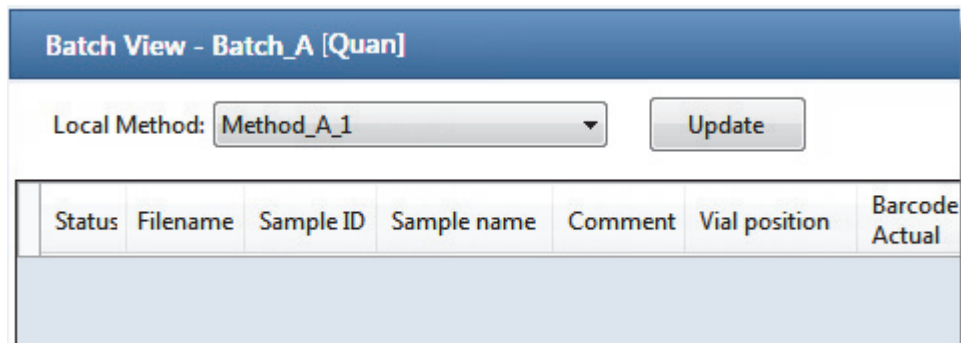 Batch View - Batch_A [Quan]
Local Method: Method_A_1 Update
Status Filename Sample ID Sample name Comment Vial position Barcode
Actual